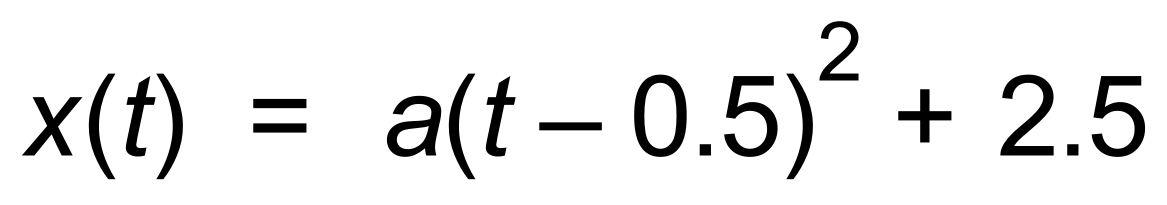 x(t) = a(t – 0.5)² + 2.5